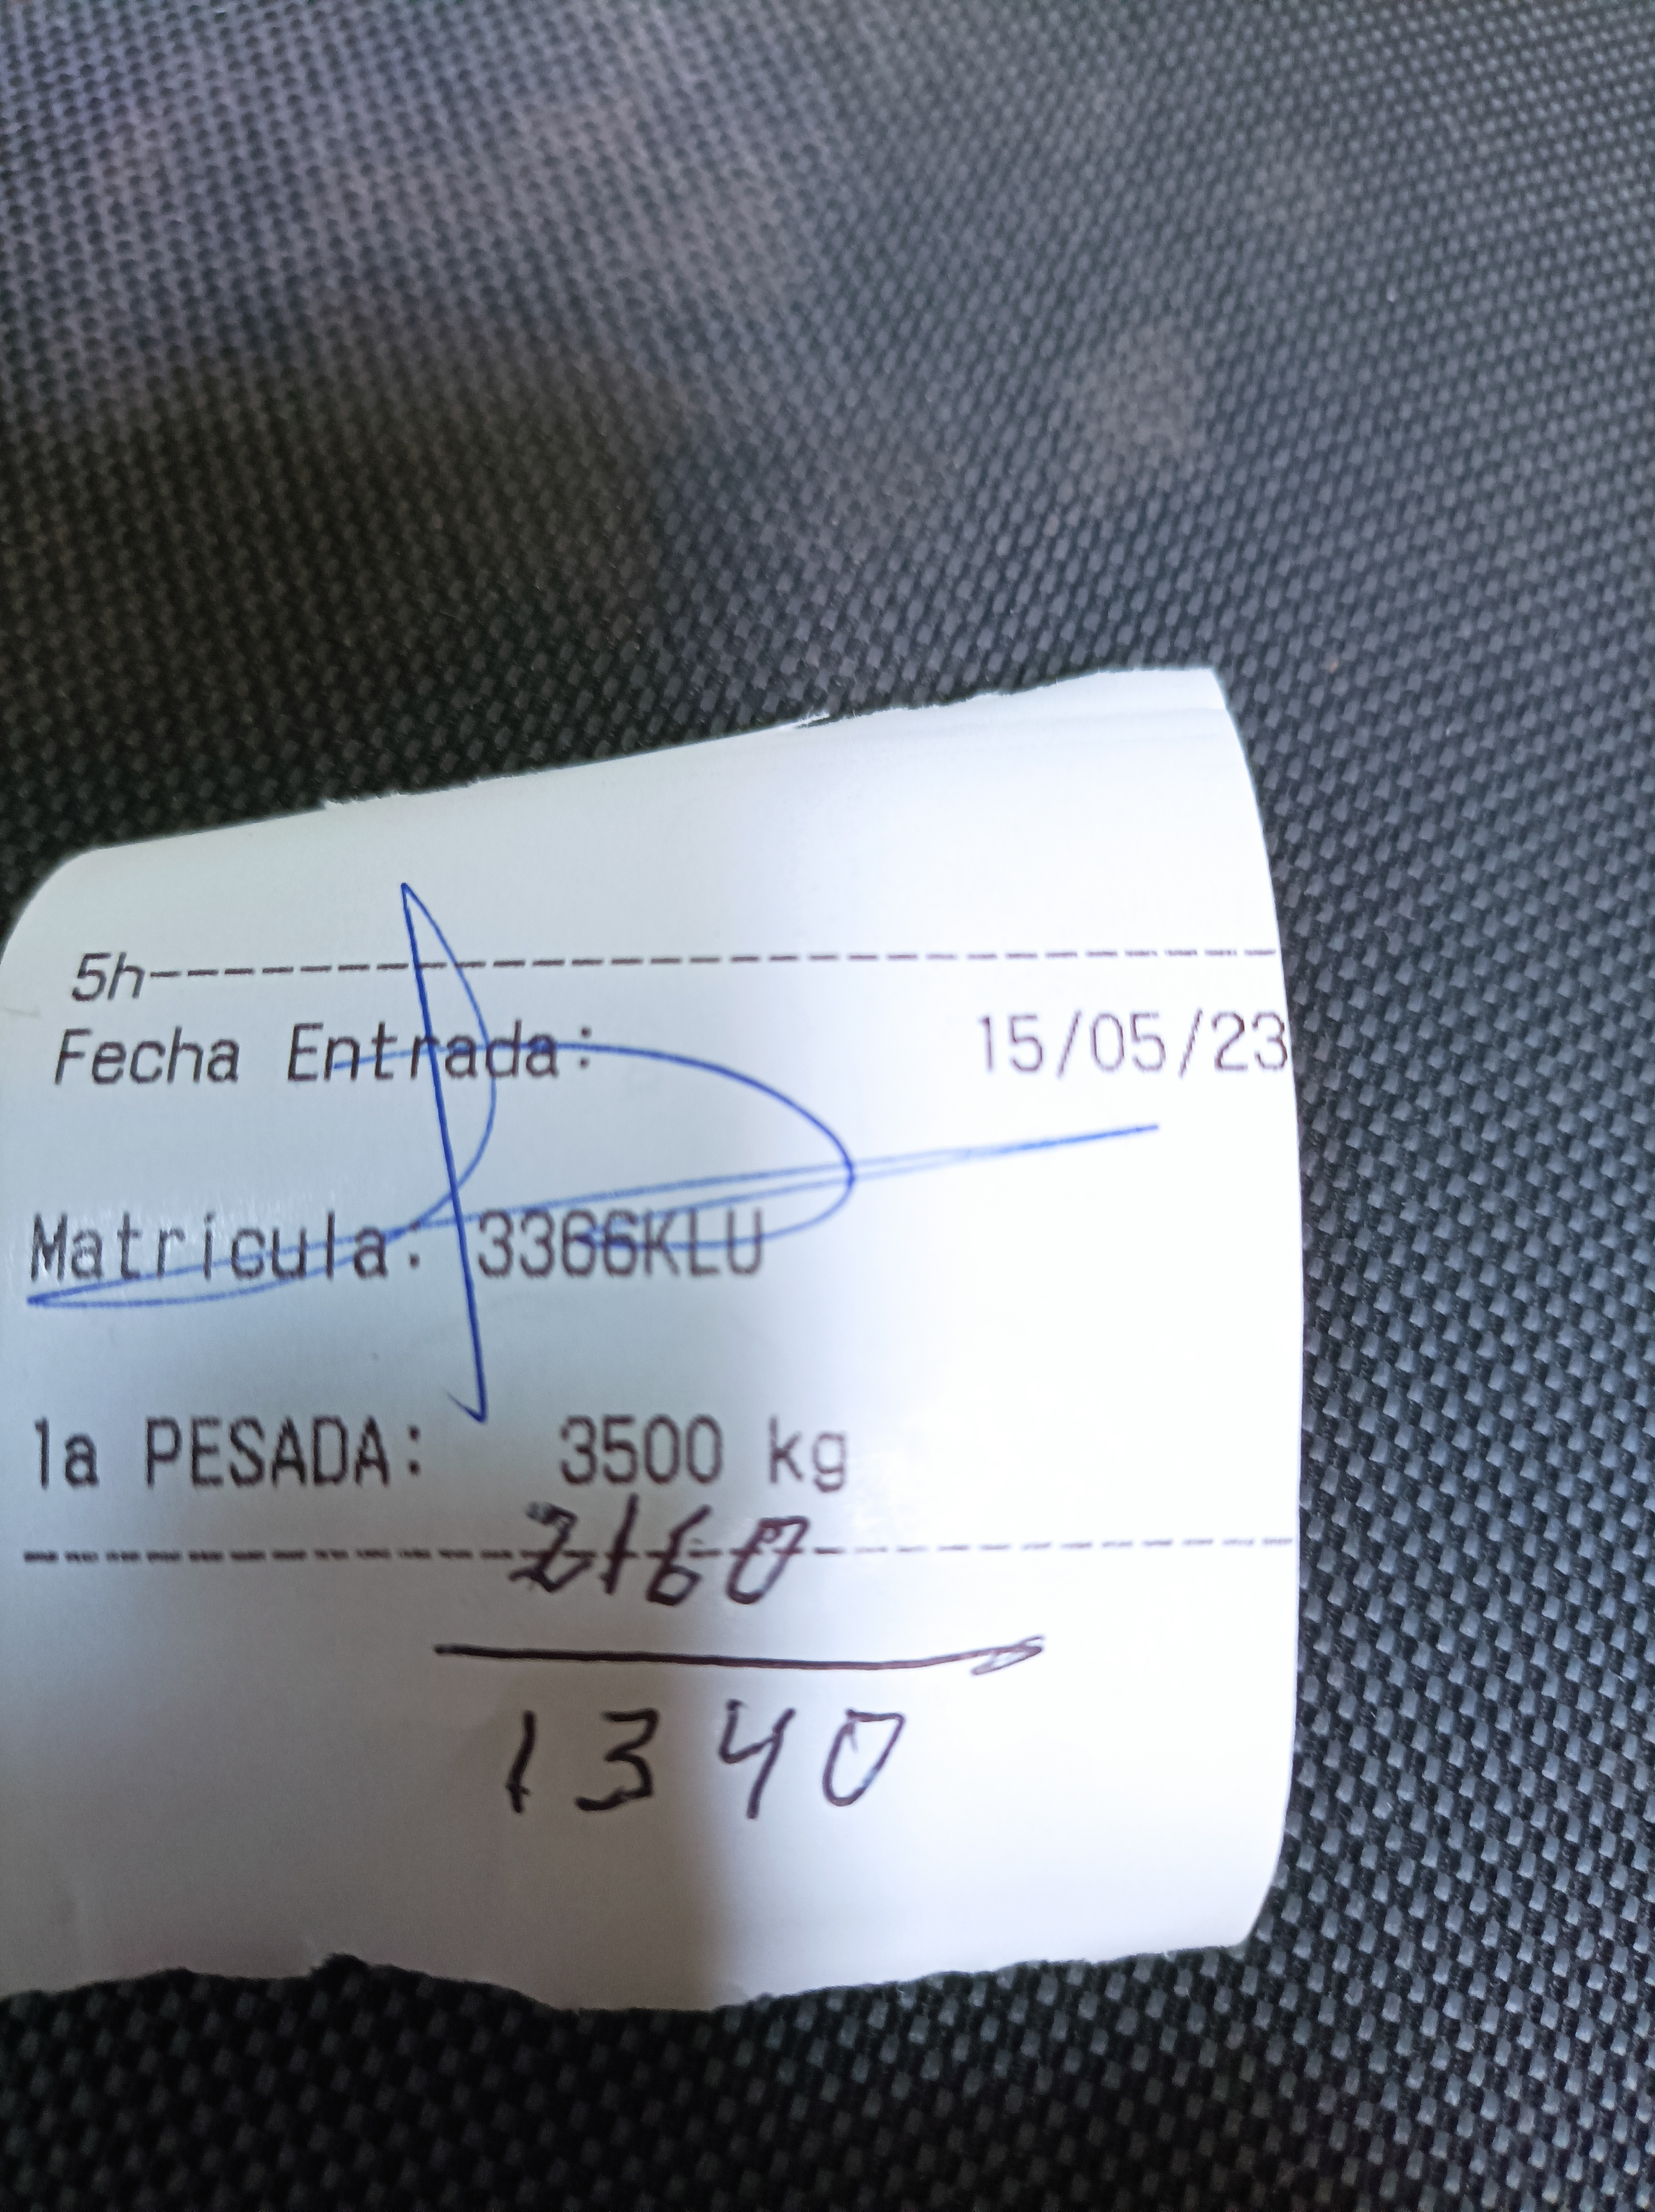 5h--------------------------------
Fecha Entrada: 15/05/23
Matricula: 3366KLU
1a PESADA: 3500 kg
2160
1340